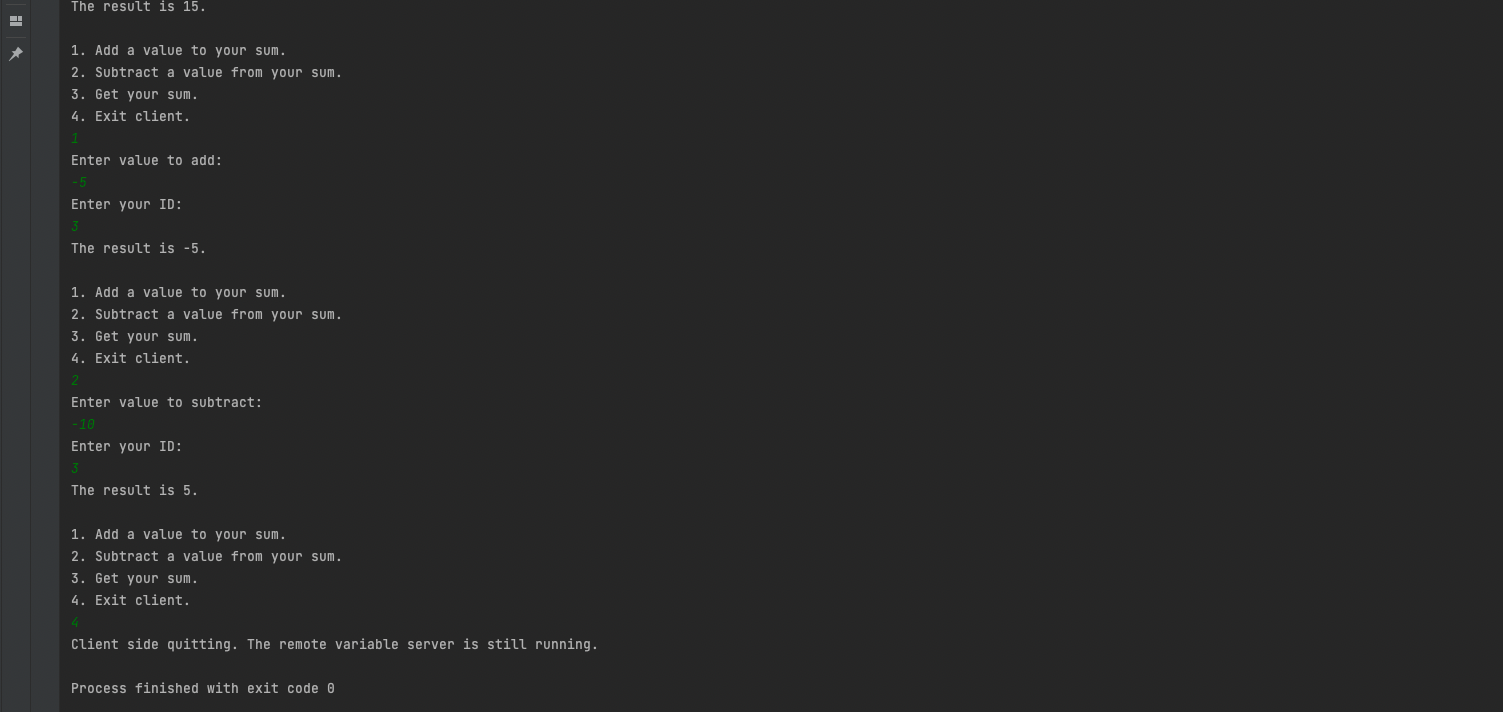 The result is 15.
1. Add a value to your sum.
2. Subtract a value from your sum.
3. Get your sum.
4. Exit client.
1
Enter value to add:
-5
Enter your ID:
3
The result is -5.
1. Add a value to your sum.
2. Subtract a value from your sum.
3. Get your sum.
4. Exit client.
2
Enter value to subtract:
-10
Enter your ID:
3
The result is 5.
1. Add a value to your sum.
2. Subtract a value from your sum.
3. Get your sum.
4. Exit client.
4
Client side quitting. The remote variable server is still running.
Process finished with exit code 0